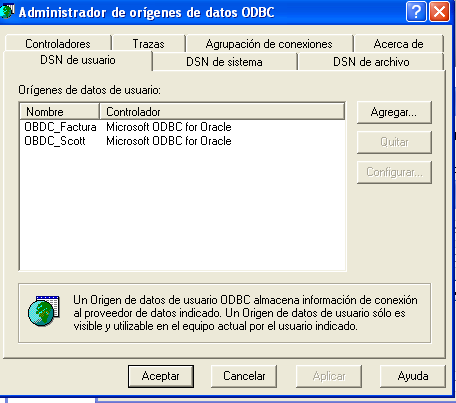 Administrador de orígenes de datos ODBC
Controladores Trazas Agrupación de conexiones Acerca de
DSN de usuario DSN de sistema DSN de archivo
Orígenes de datos de usuario:
Nombre Controlador
OBDC_Factura Microsoft ODBC for Oracle
OBDC_Scott Microsoft ODBC for Oracle
Agregar...
Quitar
Configurar...
Un Origen de datos de usuario ODBC almacena información de conexión
al proveedor de datos indicado. Un Origen de datos de usuario sólo es
visible y utilizable en el equipo actual por el usuario indicado.
Aceptar Cancelar Aplicar Ayuda